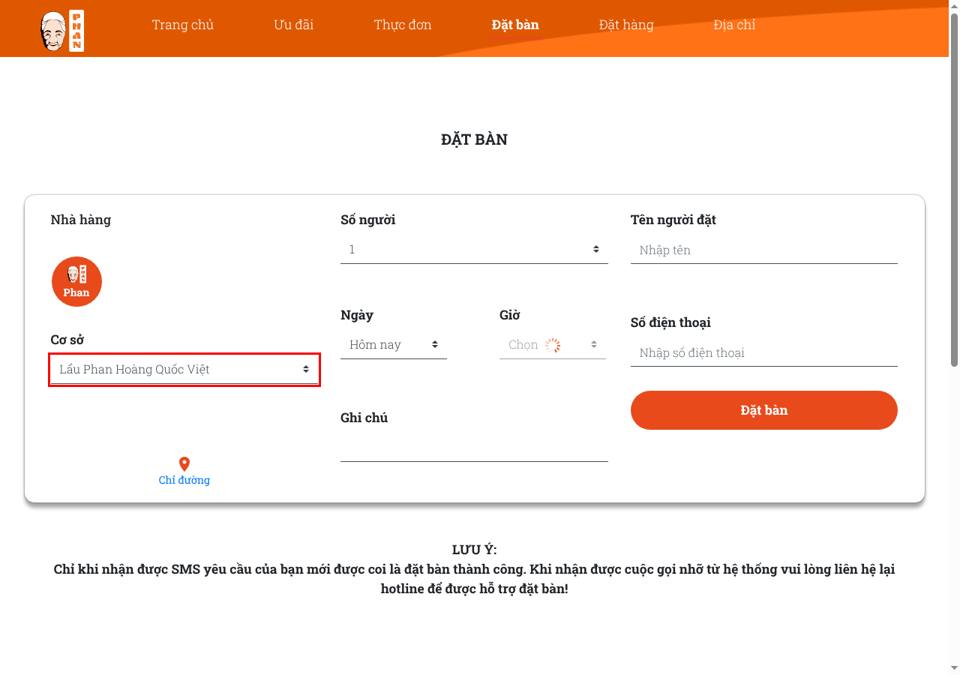 PHAN
Trang chủ
Ưu đãi
Thực đơn
Đặt bàn
Đặt hàng
Địa chỉ
ĐẶT BÀN
Nhà hàng
Phan
Cơ sở
Lẩu Phan Hoàng Quốc Việt
Chỉ đường
Số người
1
Ngày
Giờ
Hôm nay
Chọn
Ghi chú
Tên người đặt
Nhập tên
Số điện thoại
Nhập số điện thoại
Đặt bàn
LƯU Ý:
Chỉ khi nhận được SMS yêu cầu của bạn mới được coi là đặt bàn thành công. Khi nhận được cuộc gọi nhỡ từ hệ thống vui lòng liên hệ lại
hotline để được hỗ trợ đặt bàn!